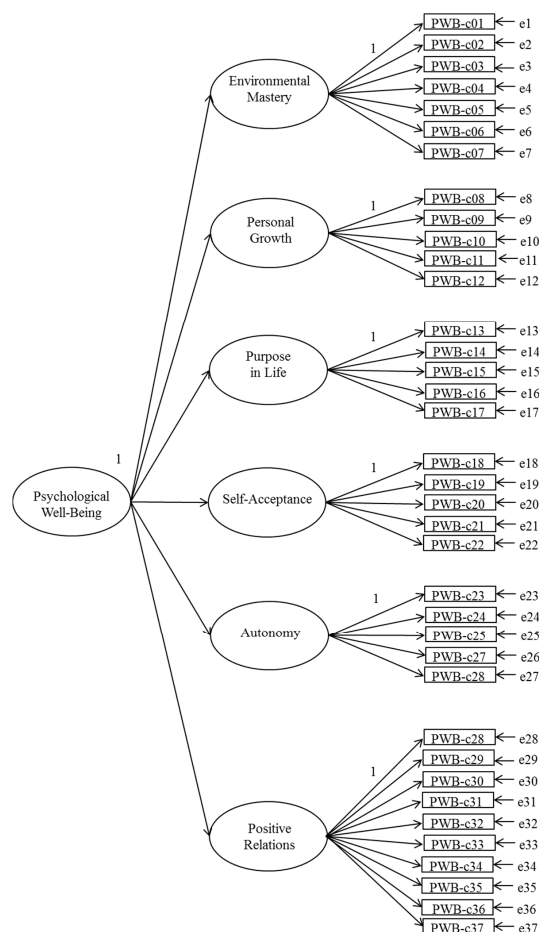 PWB-c01 e1
1
PWB-c02 e2
PWB-c03 e3
Environmental
Mastery
PWB-c04 e4
PWB-c05 e5
PWB-c06 e6
PWB-c07 e7
PWB-c08 e8
1
PWB-c09 e9
Personal
Growth
PWB-c10 e10
PWB-c11 e11
PWB-c12 e12
PWB-c13 e13
1
PWB-c14 e14
Purpose
in Life
PWB-c15 e15
PWB-c16 e16
PWB-c17 e17
1
Psychological
Well-Being
PWB-c18 e18
1
PWB-c19 e19
Self-Acceptance
PWB-c20 e20
PWB-c21 e21
PWB-c22 e22
PWB-c23 e23
1
PWB-c24 e24
Autonomy
PWB-c25 e25
PWB-c27 e26
PWB-c28 e27
PWB-c28 e28
PWB-c29 e29
1
PWB-c30 e30
PWB-c31 e31
PWB-c32 e32
Positive
Relations
PWB-c33 e33
PWB-c34 e34
PWB-c35 e35
PWB-c36 e36
PWB-c37 e37